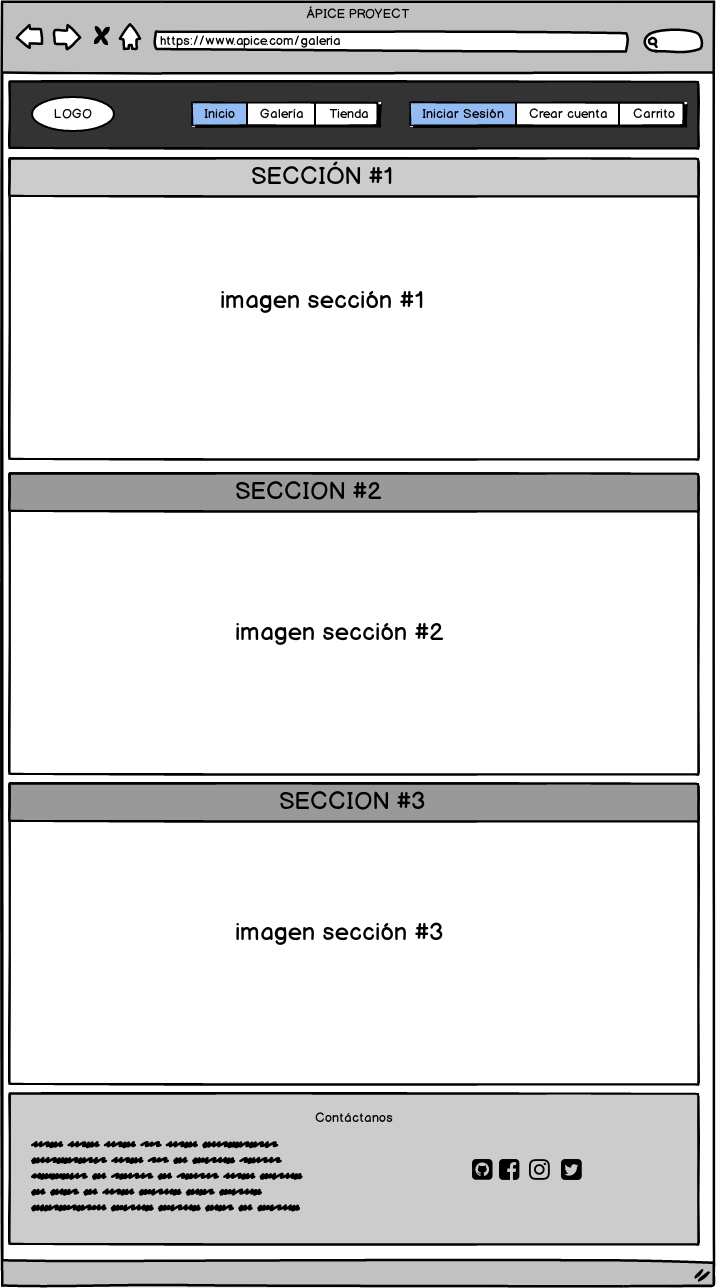 ÁPICE PROYECT
https://www.apice.com/galeria
LOGO Inicio Galería Tienda Iniciar Sesión Crear cuenta Carrito
SECCIÓN #1
imagen sección #1
SECCION #2
imagen sección #2
SECCION #3
imagen sección #3
Contáctanos